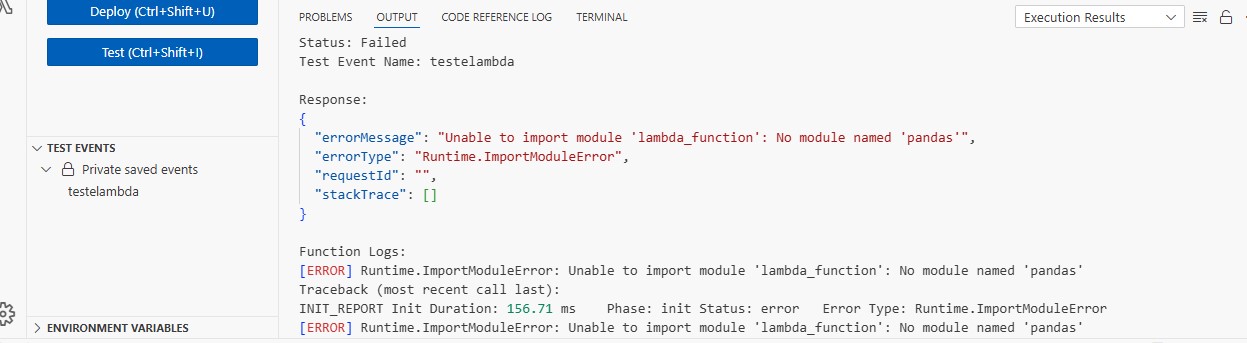 Deploy (Ctrl+Shift+U)
Test (Ctrl+Shift+I)
TEST EVENTS
Private saved events
testelambda
ENVIRONMENT VARIABLES
PROBLEMS OUTPUT CODE REFERENCE LOG TERMINAL
Execution Results
Status: Failed
Test Event Name: testelambda
Response:
{
"errorMessage": "Unable to import module 'lambda_function': No module named 'pandas'",
"errorType": "Runtime.ImportModuleError",
"requestId": "",
"stackTrace": []
}
Function Logs:
[ERROR] Runtime.ImportModuleError: Unable to import module 'lambda_function': No module named 'pandas'
Traceback (most recent call last):
INIT_REPORT Init Duration: 156.71 ms Phase: init Status: error Error Type: Runtime.ImportModuleError
[ERROR] Runtime.ImportModuleError: Unable to import module 'lambda_function': No module named 'pandas'